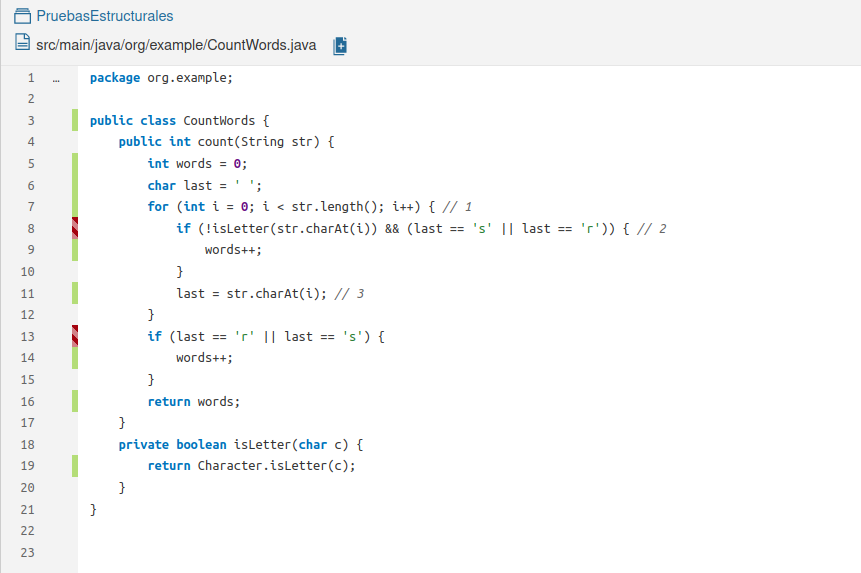 PruebasEstructurales
src/main/java/org/example/CountWords.java
1 … package org.example;
2
3 public class CountWords {
4     public int count(String str) {
5         int words = 0;
6         char last = ' ';
7         for (int i = 0; i < str.length(); i++) { // 1
8             if (!isLetter(str.charAt(i)) && (last == 's' || last == 'r')) { // 2
9                 words++;
10             }
11             last = str.charAt(i); // 3
12         }
13         if (last == 'r' || last == 's') {
14             words++;
15         }
16         return words;
17     }
18     private boolean isLetter(char c) {
19         return Character.isLetter(c);
20     }
21 }
22
23